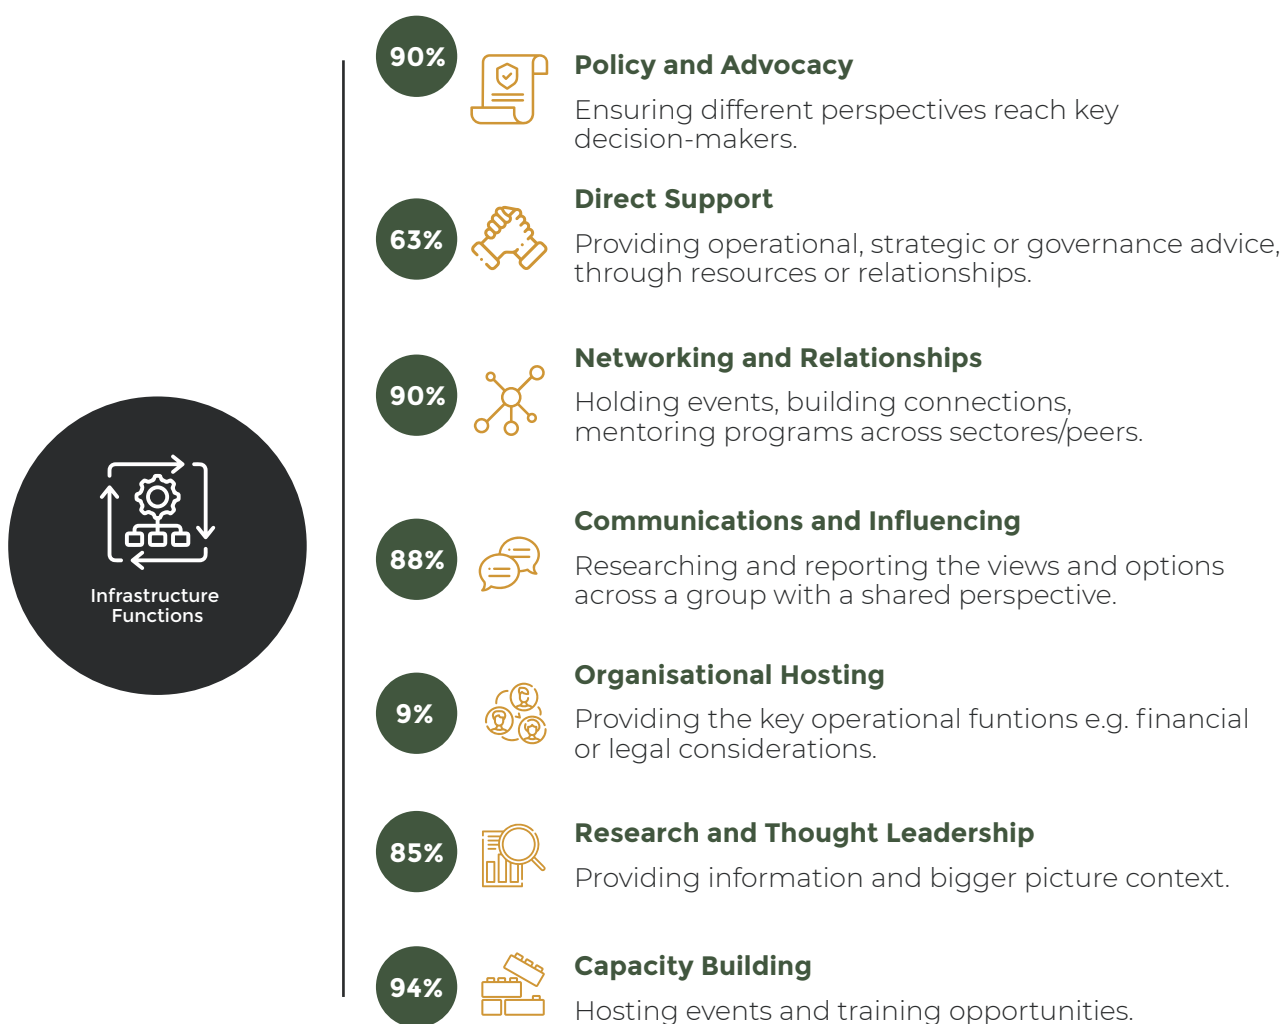 Infrastructure
Functions
90%
Policy and Advocacy
Ensuring different perspectives reach key
decision-makers.
63%
Direct Support
Providing operational, strategic or governance advice,
through resources or relationships.
90%
Networking and Relationships
Holding events, building connections,
mentoring programs across sectores/peers.
88%
Communications and Influencing
Researching and reporting the views and options
across a group with a shared perspective.
9%
Organisational Hosting
Providing the key operational funtions e.g. financial
or legal considerations.
85%
Research and Thought Leadership
Providing information and bigger picture context.
94%
Capacity Building
Hosting events and training opportunities.